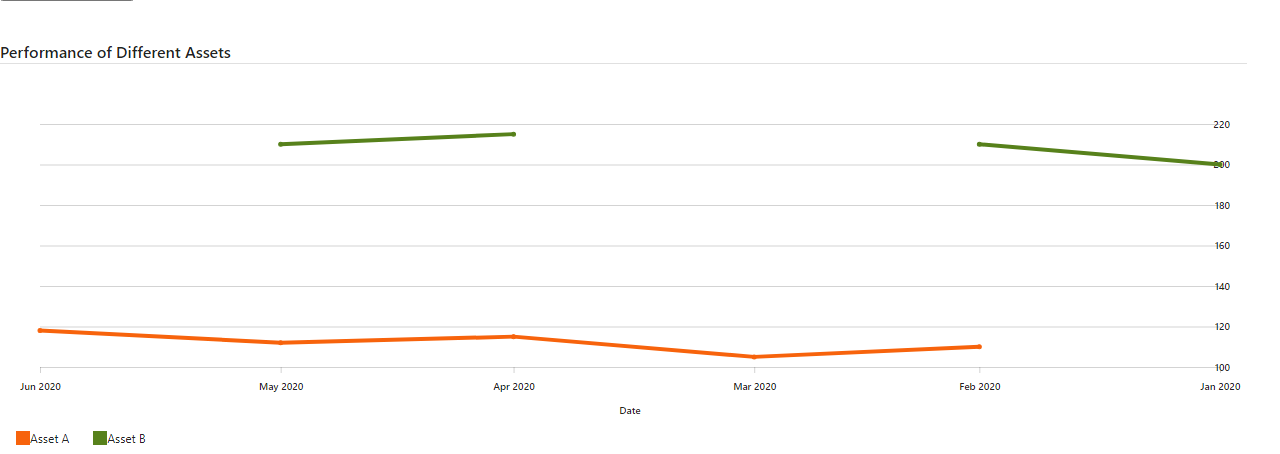 Performance of Different Assets
220
200
180
160
140
120
100
Jun 2020 May 2020 Apr 2020 Mar 2020 Feb 2020 Jan 2020
Date
Asset A Asset B